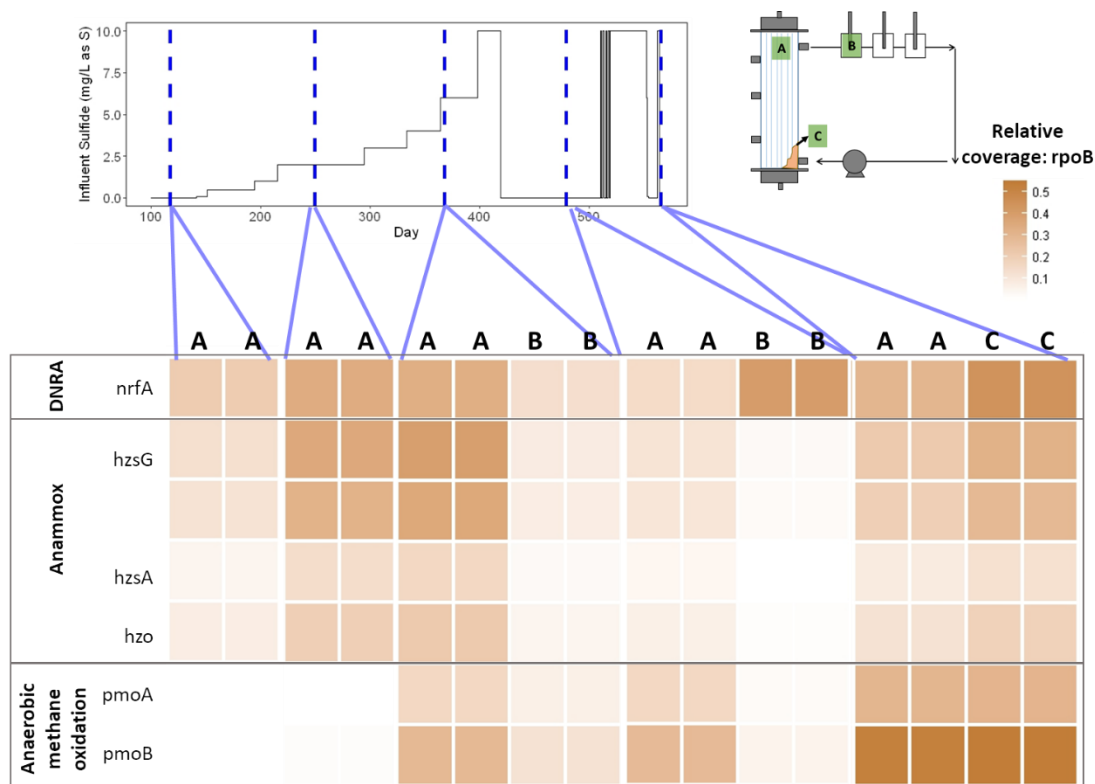 Influent Sulfide (mg/L as S)
10.0
7.5
5.0
2.5
0.0
100
200
300
400
500
Day
A
B
C
Relative
coverage: rpoB
0.5
0.4
0.3
0.2
0.1
A A A A A A B B A A B B A A C C
DNRA
nrfA
Anammox
hzsG
hzsA
hzo
Anaerobic
methane
oxidation
pmoA
pmoB